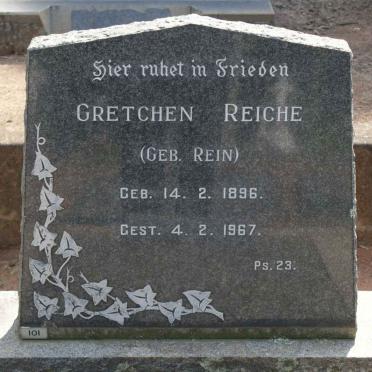 Hier ruhet in Frieden
GRETCHEN REICHE
(GEB. REIN)
GEB. 14. 2. 1896.
GEST. 4. 2. 1967.
PS. 23.
101